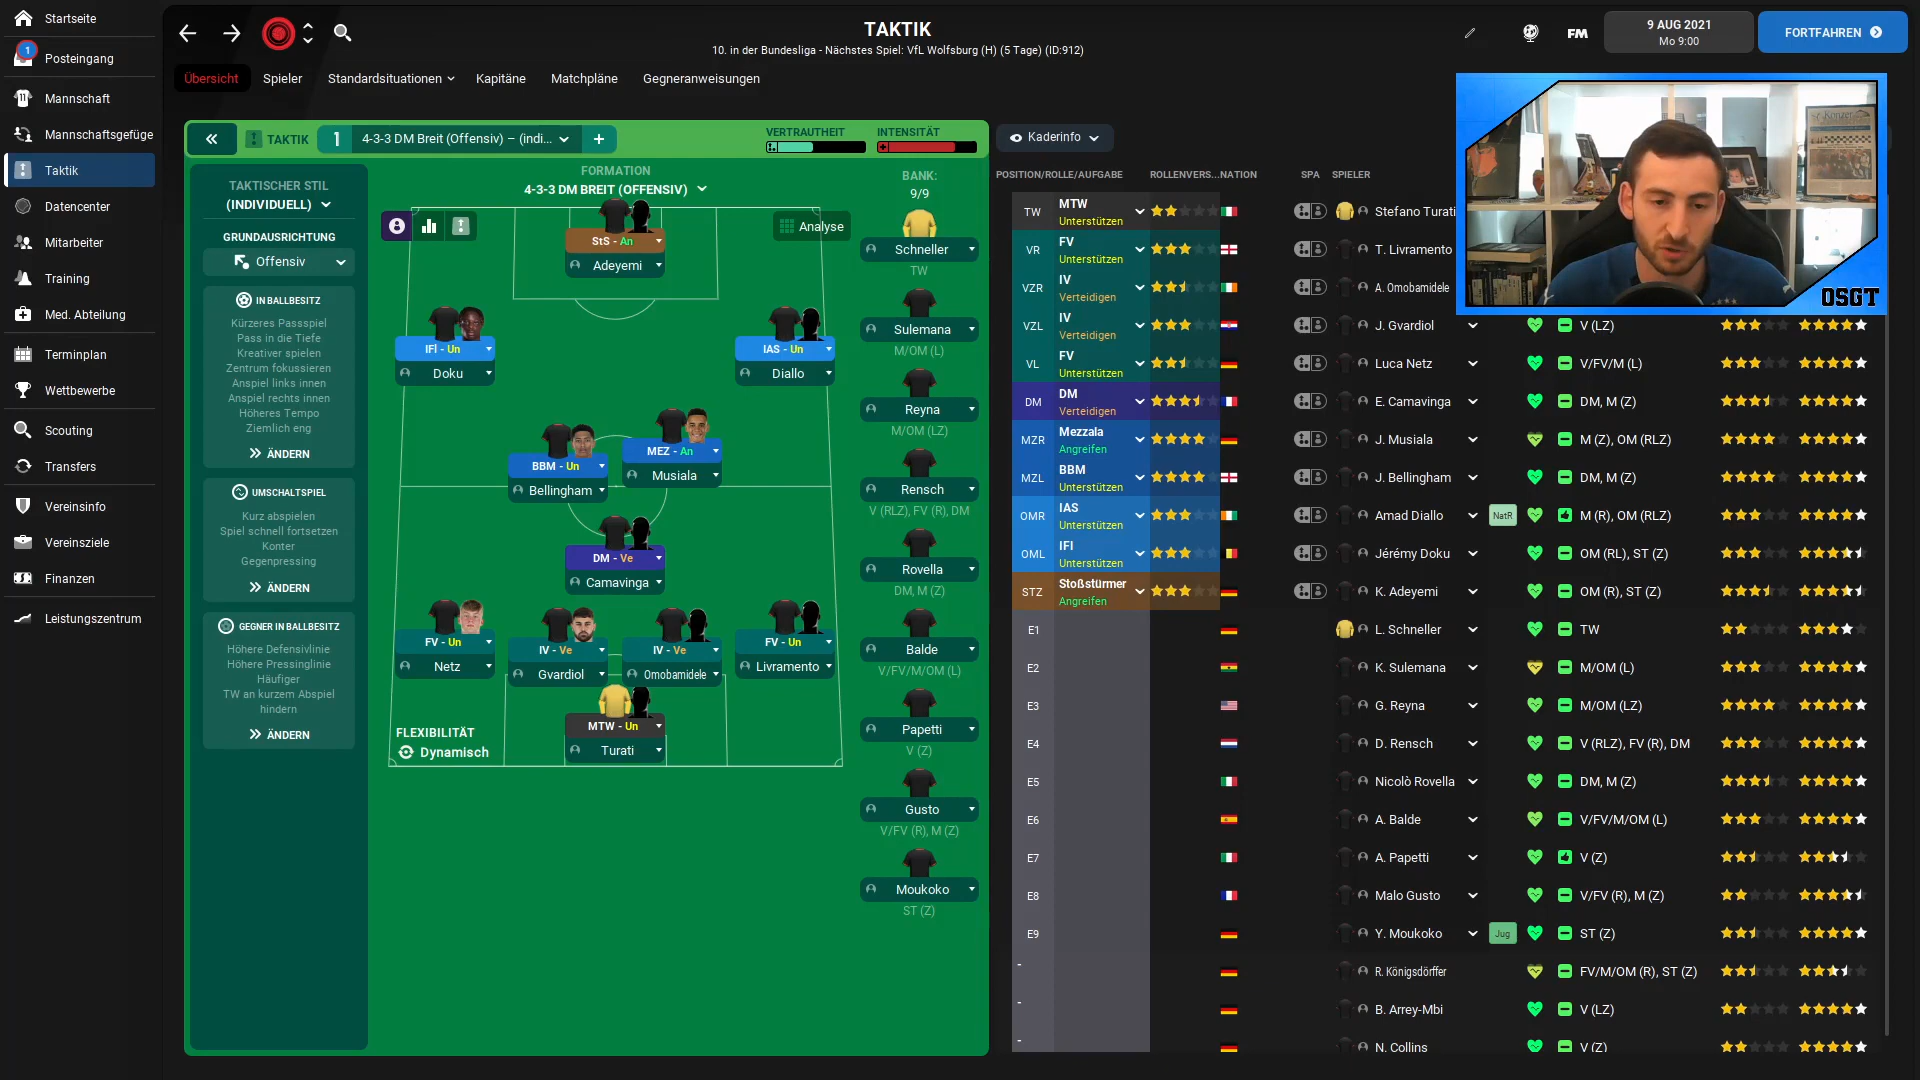 Startseite
1
Posteingang
Mannschaft
Mannschaftsgefüge
Taktik
Datencenter
Mitarbeiter
Training
Med. Abteilung
Terminplan
Wettbewerbe
Scouting
Transfers
Vereinsinfo
Vereinsziele
Finanzen
Leistungszentrum
TAKTIK
10. in der Bundesliga - Nächstes Spiel: VfL Wolfsburg (H) (5 Tage) (ID:912)
FM
9 AUG 2021
Mo 9:00
FORTFAHREN
Übersicht
Spieler
Standardsituationen
Kapitäne
Matchpläne
Gegneranweisungen
TAKTIK
1
4-3-3 DM Breit (Offensiv) – (indi...
+
VERTRAUTHEIT
INTENSITÄT
TAKTISCHER STIL
(INDIVIDUELL)
GRUNDAUSRICHTUNG
Offensiv
IN BALLBESITZ
Kürzeres Passspiel
Pass in die Tiefe
Kreativer spielen
Zentrum fokussieren
Anspiel links innen
Anspiel rechts innen
Höheres Tempo
Ziemlich eng
ÄNDERN
UMSCHALTSPIEL
Kurz abspielen
Spiel schnell fortsetzen
Konter
Gegenpressing
ÄNDERN
GEGNER IN BALLBESITZ
Höhere Defensivlinie
Höhere Pressinglinie
Häufiger
TW an kurzem Abspiel
hindern
ÄNDERN
FORMATION
4-3-3 DM BREIT (OFFENSIV)
Analyse
StS - An
Adeyemi
IFl - Un
Doku
IAS - Un
Diallo
BBM - Un
Bellingham
MEZ - An
Musiala
DM - Ve
Camavinga
FV - Un
Netz
IV - Ve
Gvardiol
IV - Ve
Omobamidele
FV - Un
Livramento
MTW - Un
Turati
FLEXIBILITÄT
Dynamisch
BANK:
9/9
Schneller
TW
Sulemana
M/OM (L)
Reyna
M/OM (LZ)
Rensch
V (RLZ), FV (R), DM
Rovella
DM, M (Z)
Balde
V/FV/M/OM (L)
Papetti
V (Z)
Gusto
V/FV (R), M (Z)
Moukoko
ST (Z)
Kaderinfo
POSITION/ROLLE/AUFGABE ROLLENVERS... NATION SPA SPIELER
TW MTW Unterstützen Stefano Turati
VR FV Unterstützen T. Livramento
VZR IV Verteidigen A. Omobamidele
VZL IV Verteidigen J. Gvardiol V (LZ)
VL FV Unterstützen Luca Netz V/FV/M (L)
DM DM Verteidigen E. Camavinga DM, M (Z)
MZR Mezzala Angreifen J. Musiala M (Z), OM (RLZ)
MZL BBM Unterstützen J. Bellingham DM, M (Z)
OMR IAS Unterstützen Amad Diallo NatR M (R), OM (RLZ)
OML IFl Unterstützen Jérémy Doku OM (RL), ST (Z)
STZ Stoßstürmer Angreifen K. Adeyemi OM (R), ST (Z)
E1 L. Schneller TW
E2 K. Sulemana M/OM (L)
E3 G. Reyna M/OM (LZ)
E4 D. Rensch V (RLZ), FV (R), DM
E5 Nicolò Rovella DM, M (Z)
E6 A. Balde V/FV/M/OM (L)
E7 A. Papetti V (Z)
E8 Malo Gusto V/FV (R), M (Z)
E9 Y. Moukoko Jug ST (Z)
- R. Königsdörffer FV/M/OM (R), ST (Z)
- B. Arrey-Mbi V (LZ)
- N. Collins V (Z)
OSGT